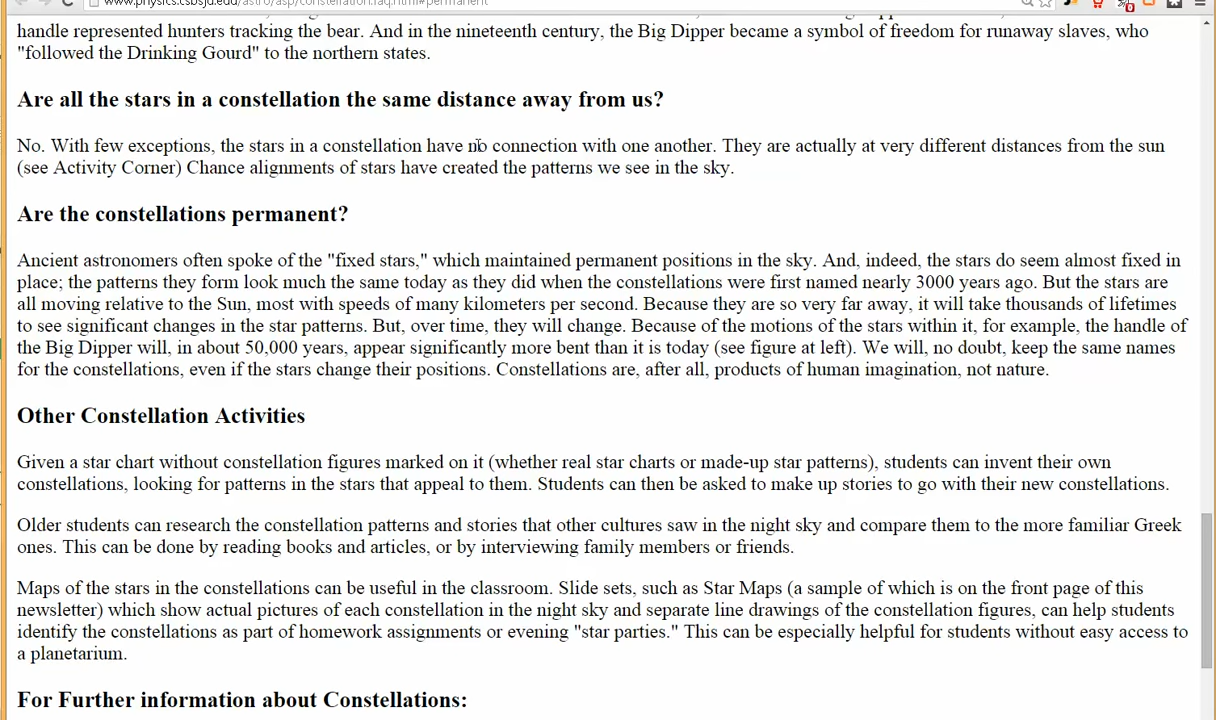 www.physics.csbsju.edu/astro/asp/constellation.faq.html#permanent
handle represented hunters tracking the bear. And in the nineteenth century, the Big Dipper became a symbol of freedom for runaway slaves, who
"followed the Drinking Gourd" to the northern states.
Are all the stars in a constellation the same distance away from us?
No. With few exceptions, the stars in a constellation have no connection with one another. They are actually at very different distances from the sun
(see Activity Corner) Chance alignments of stars have created the patterns we see in the sky.
Are the constellations permanent?
Ancient astronomers often spoke of the "fixed stars," which maintained permanent positions in the sky. And, indeed, the stars do seem almost fixed in
place; the patterns they form look much the same today as they did when the constellations were first named nearly 3000 years ago. But the stars are
all moving relative to the Sun, most with speeds of many kilometers per second. Because they are so very far away, it will take thousands of lifetimes
to see significant changes in the star patterns. But, over time, they will change. Because of the motions of the stars within it, for example, the handle of
the Big Dipper will, in about 50,000 years, appear significantly more bent than it is today (see figure at left). We will, no doubt, keep the same names
for the constellations, even if the stars change their positions. Constellations are, after all, products of human imagination, not nature.
Other Constellation Activities
Given a star chart without constellation figures marked on it (whether real star charts or made-up star patterns), students can invent their own
constellations, looking for patterns in the stars that appeal to them. Students can then be asked to make up stories to go with their new constellations.
Older students can research the constellation patterns and stories that other cultures saw in the night sky and compare them to the more familiar Greek
ones. This can be done by reading books and articles, or by interviewing family members or friends.
Maps of the stars in the constellations can be useful in the classroom. Slide sets, such as Star Maps (a sample of which is on the front page of this
newsletter) which show actual pictures of each constellation in the night sky and separate line drawings of the constellation figures, can help students
identify the constellations as part of homework assignments or evening "star parties." This can be especially helpful for students without easy access to
a planetarium.
For Further information about Constellations: